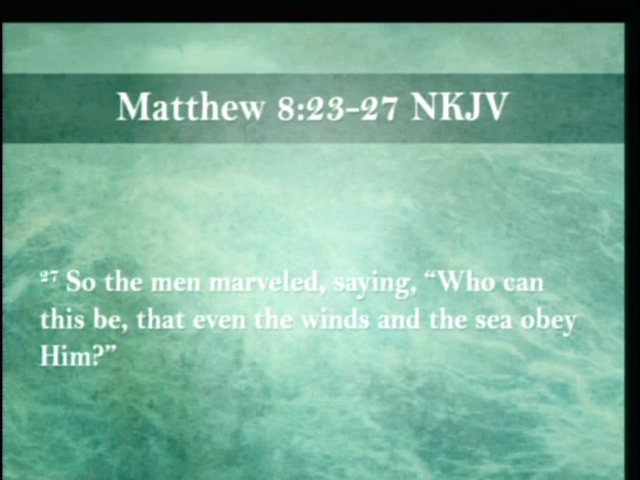 Matthew 8:23-27 NKJV
27 So the men marveled, saying, “Who can
this be, that even the winds and the sea obey
Him?”